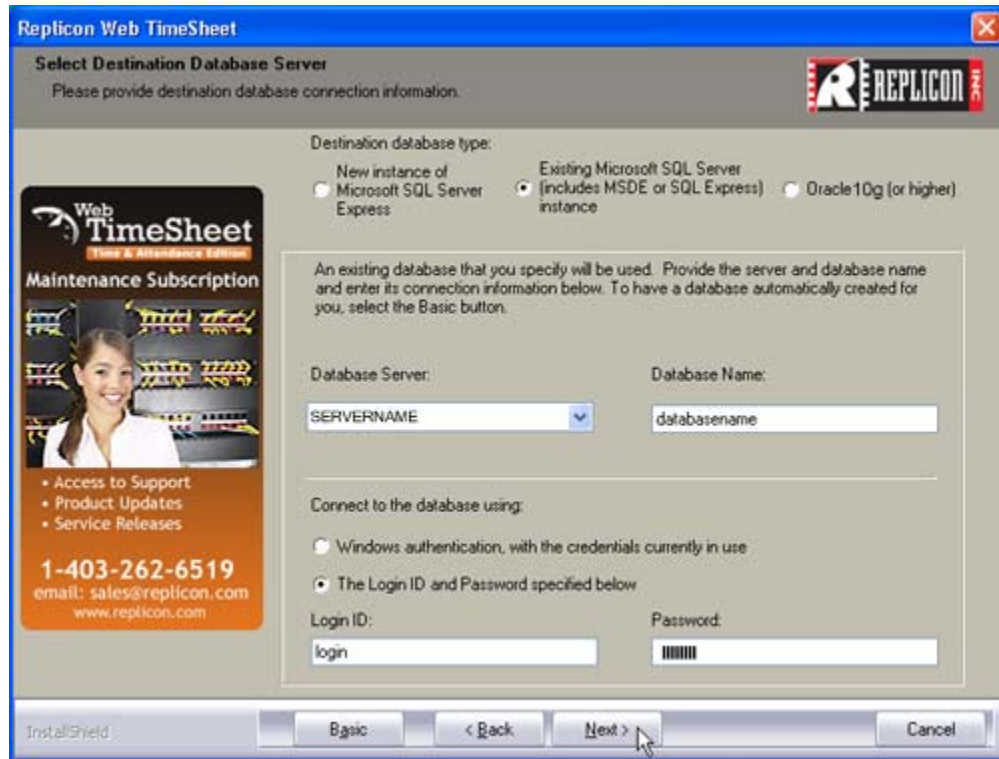 Replicon Web TimeSheet
Select Destination Database Server
Please provide destination database connection information.
R REPLICON INC
Destination database type:
New instance of
Microsoft SQL Server
Express
Existing Microsoft SQL Server
(includes MSDE or SQL Express)
instance
Oracle10g (or higher)
Web
TimeSheet
Time & Attendance Edition
Maintenance Subscription
• Access to Support
• Product Updates
• Service Releases
1-403-262-6519
email: sales@replicon.com
www.replicon.com
An existing database that you specify will be used. Provide the server and database name
and enter its connection information below. To have a database automatically created for
you, select the Basic button.
Database Server:
Database Name:
SERVERNAME
databasename
Connect to the database using:
Windows authentication, with the credentials currently in use
The Login ID and Password specified below
Login ID:
Password:
login
InstallShield
Basic
< Back
Next >
Cancel